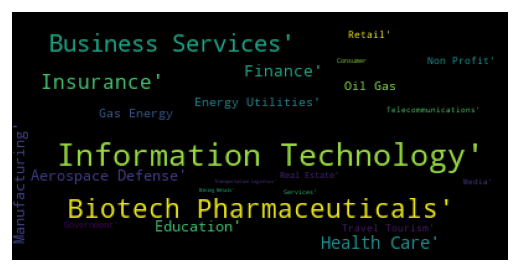 Retail'
Business Services'
Consumer
Non Profit'
Finance'
Insurance'
Oil Gas
Energy Utilities'
Gas Energy
Telecommunications'
Manufacturing'
Information Technology'
Aerospace Defense'
Real Estate'
Transportation Logistics'
Media'
Mining Metals'
Services'
Biotech Pharmaceuticals'
Government'
Education'
Travel Tourism'
Health Care'